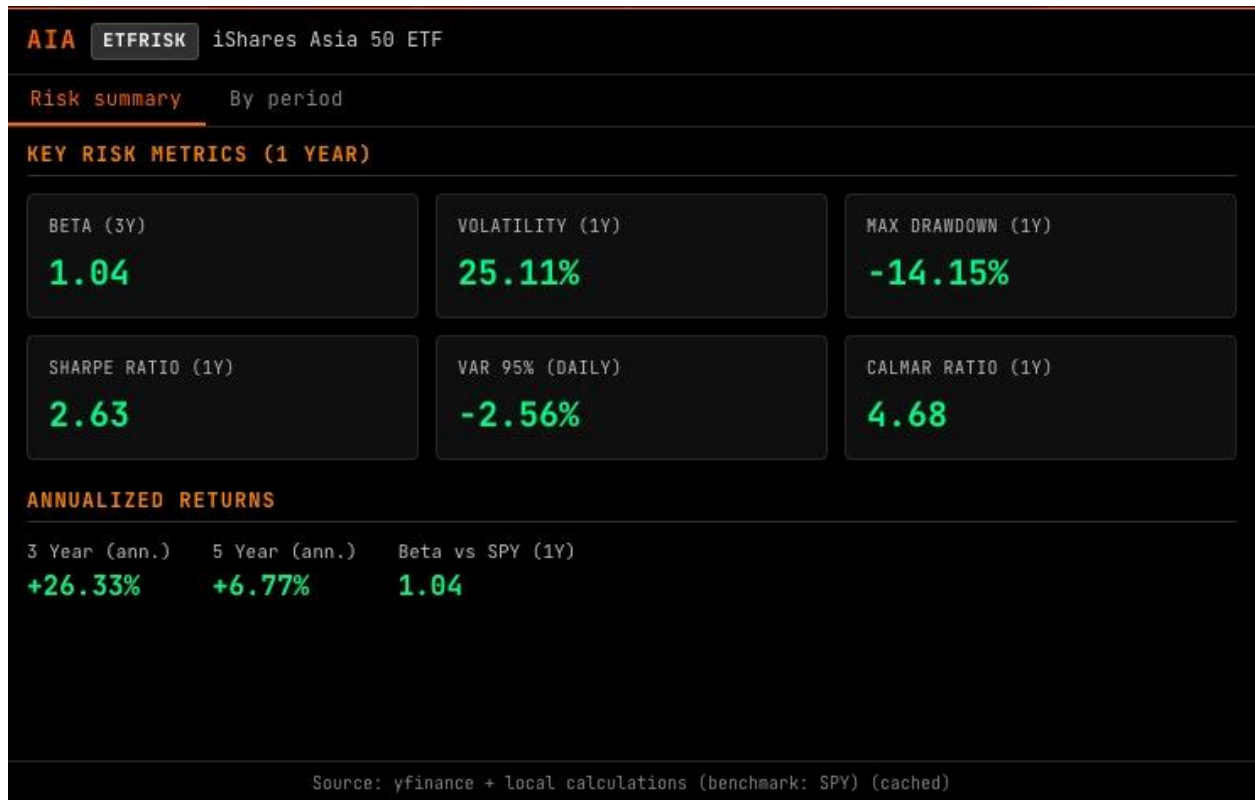 AIA ETFRISK iShares Asia 50 ETF
Risk summary By period
KEY RISK METRICS (1 YEAR)
BETA (3Y) VOLATILITY (1Y) MAX DRAWDOWN (1Y)
1.04 25.11% -14.15%
SHARPE RATIO (1Y) VAR 95% (DAILY) CALMAR RATIO (1Y)
2.63 -2.56% 4.68
ANNUALIZED RETURNS
3 Year (ann.) 5 Year (ann.) Beta vs SPY (1Y)
+26.33% +6.77% 1.04
Source: yfinance + local calculations (benchmark: SPY) (cached)